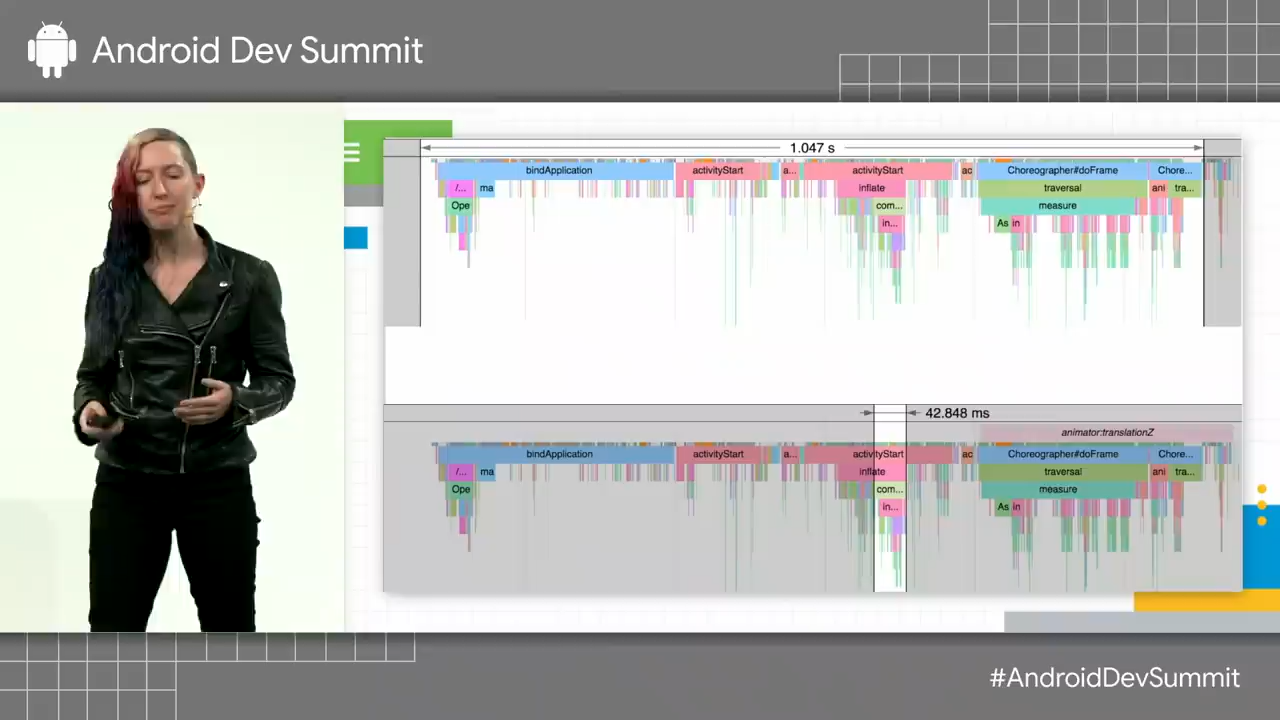 Android Dev Summit
1.047 s
bindApplication
activityStart
a...
activityStart
ac
Choreographer#doFrame
Chore...
/...
ma
inflate
traversal
ani
tra...
Ope
com...
measure
in...
As
in
42.848 ms
animator:translationZ
bindApplication
activityStart
a...
activityStart
ac
Choreographer#doFrame
Chore...
/...
ma
inflate
traversal
ani
tra...
Ope
com...
measure
in...
As
in
#AndroidDevSummit